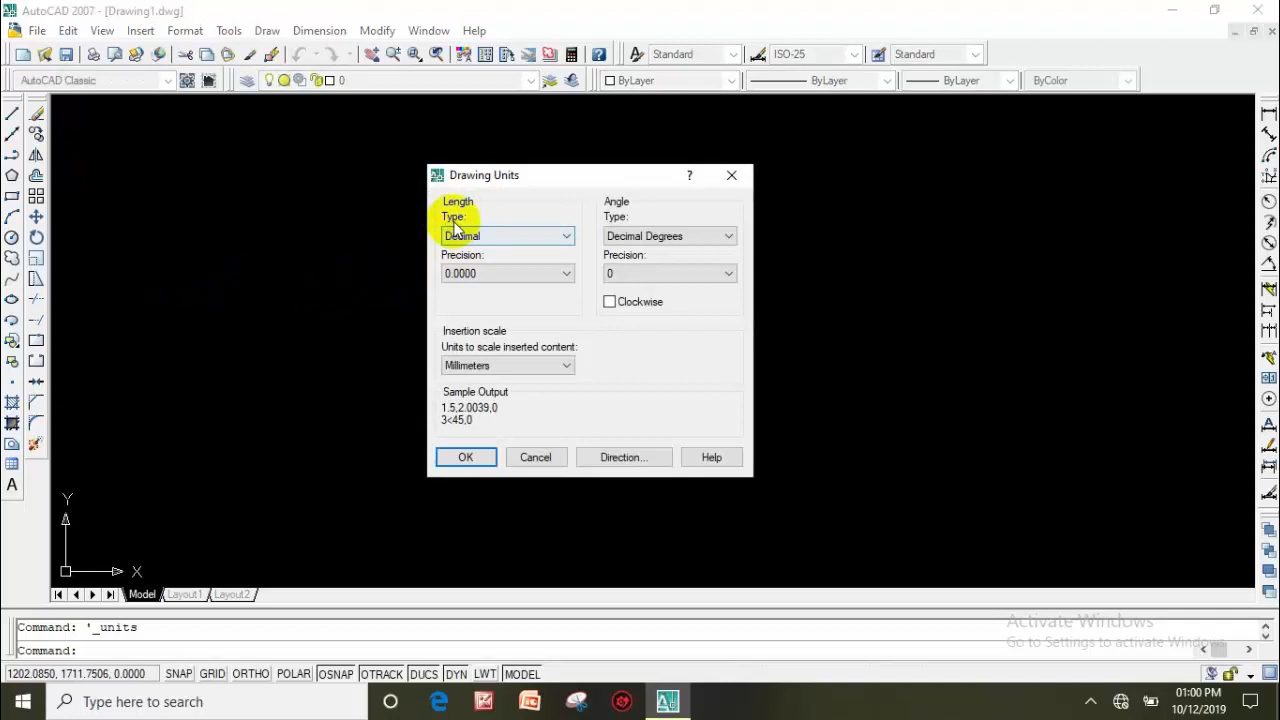 AutoCAD 2007 - [Drawing1.dwg]
File Edit View Insert Format Tools Draw Dimension Modify Window Help
Standard ISO-25 Standard
AutoCAD Classic 0 ByLayer ByLayer ByLayer ByColor
Drawing Units ?
Length
Type:
Decimal
Precision:
0.0000
Angle
Type:
Decimal Degrees
Precision:
0
Clockwise
Insertion scale
Units to scale inserted content:
Millimeters
Sample Output
1.5,2.0039,0
3<45,0
OK Cancel Direction... Help
Y
X
Model Layout1 Layout2
Command: '_units
Command:
Activate Windows
Go to Settings to activate Windows.
1202.0850, 1711.7506, 0.0000 SNAP GRID ORTHO POLAR OSNAP OTRACK DUCS DYN LWT MODEL
Type here to search
01:00 PM
10/12/2019